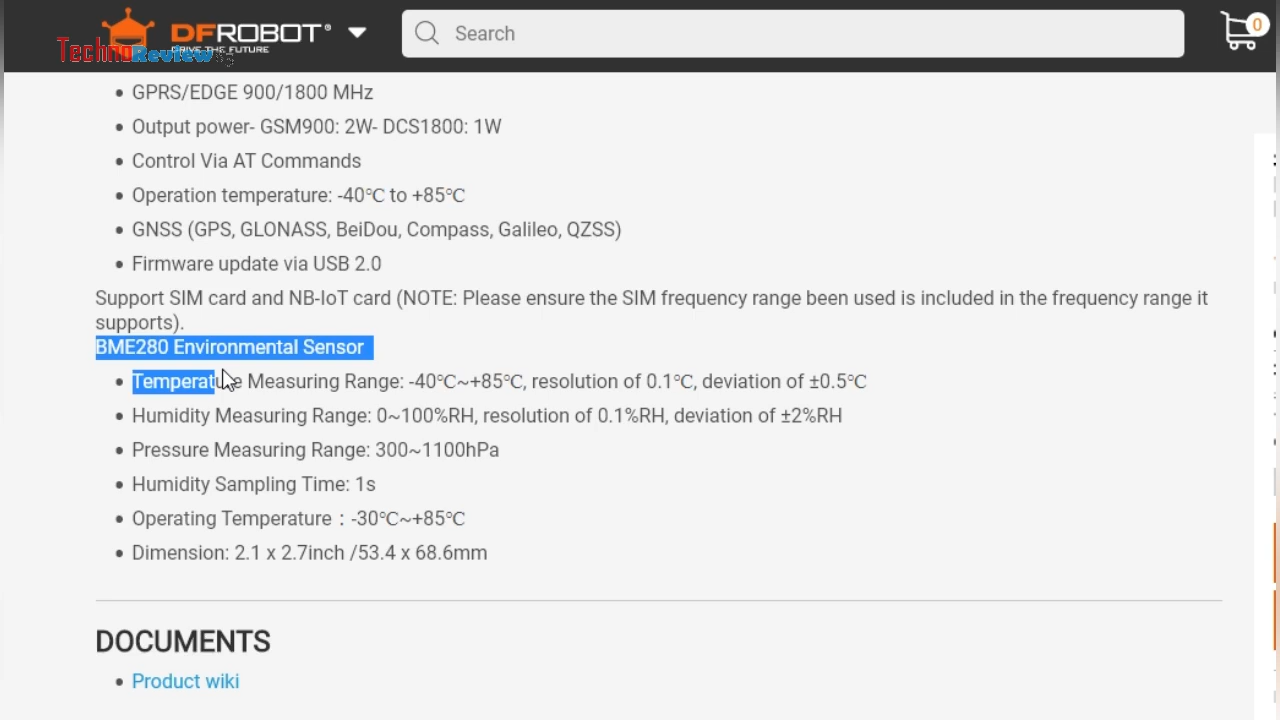 DFROBOT
DRIVE THE FUTURE
TechnoReview
Search
0
GPRS/EDGE 900/1800 MHz
Output power- GSM900: 2W- DCS1800: 1W
Control Via AT Commands
Operation temperature: -40℃ to +85℃
GNSS (GPS, GLONASS, BeiDou, Compass, Galileo, QZSS)
Firmware update via USB 2.0
Support SIM card and NB-IoT card (NOTE: Please ensure the SIM frequency range been used is included in the frequency range it
supports).
BME280 Environmental Sensor
Temperature Measuring Range: -40℃~+85℃, resolution of 0.1℃, deviation of ±0.5℃
Humidity Measuring Range: 0~100%RH, resolution of 0.1%RH, deviation of ±2%RH
Pressure Measuring Range: 300~1100hPa
Humidity Sampling Time: 1s
Operating Temperature：-30℃~+85℃
Dimension: 2.1 x 2.7inch /53.4 x 68.6mm
DOCUMENTS
Product wiki